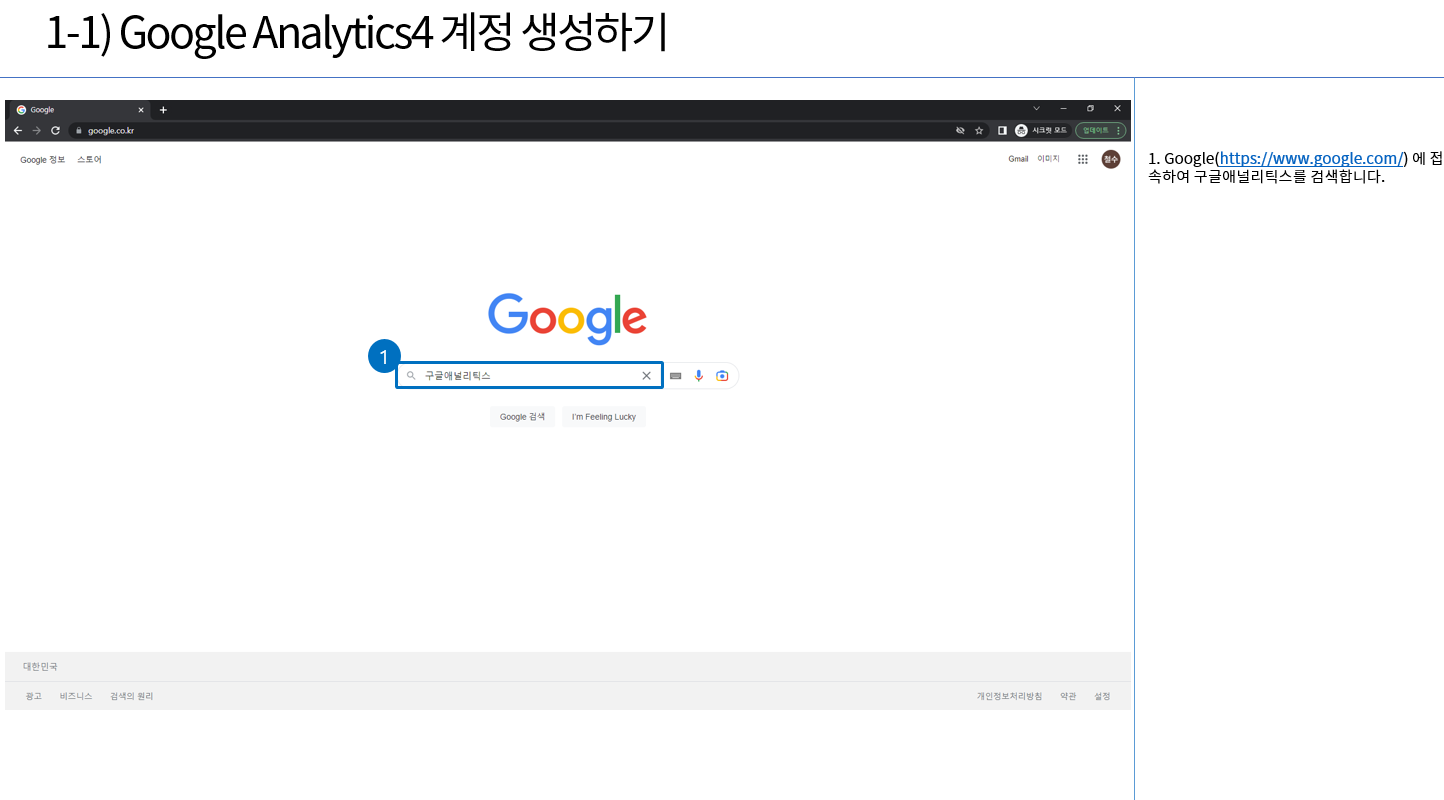 1-1) Google Analytics4 계정 생성하기
Google
google.co.kr
시크릿 모드
업데이트
Google 정보 스토어
Gmail 이미지
철수
1. Google(https://www.google.com/) 에 접
속하여 구글애널리틱스를 검색합니다.
Google
1
구글애널리틱스
Google 검색 I'm Feeling Lucky
대한민국
광고 비즈니스 검색의 원리
개인정보처리방침 약관 설정